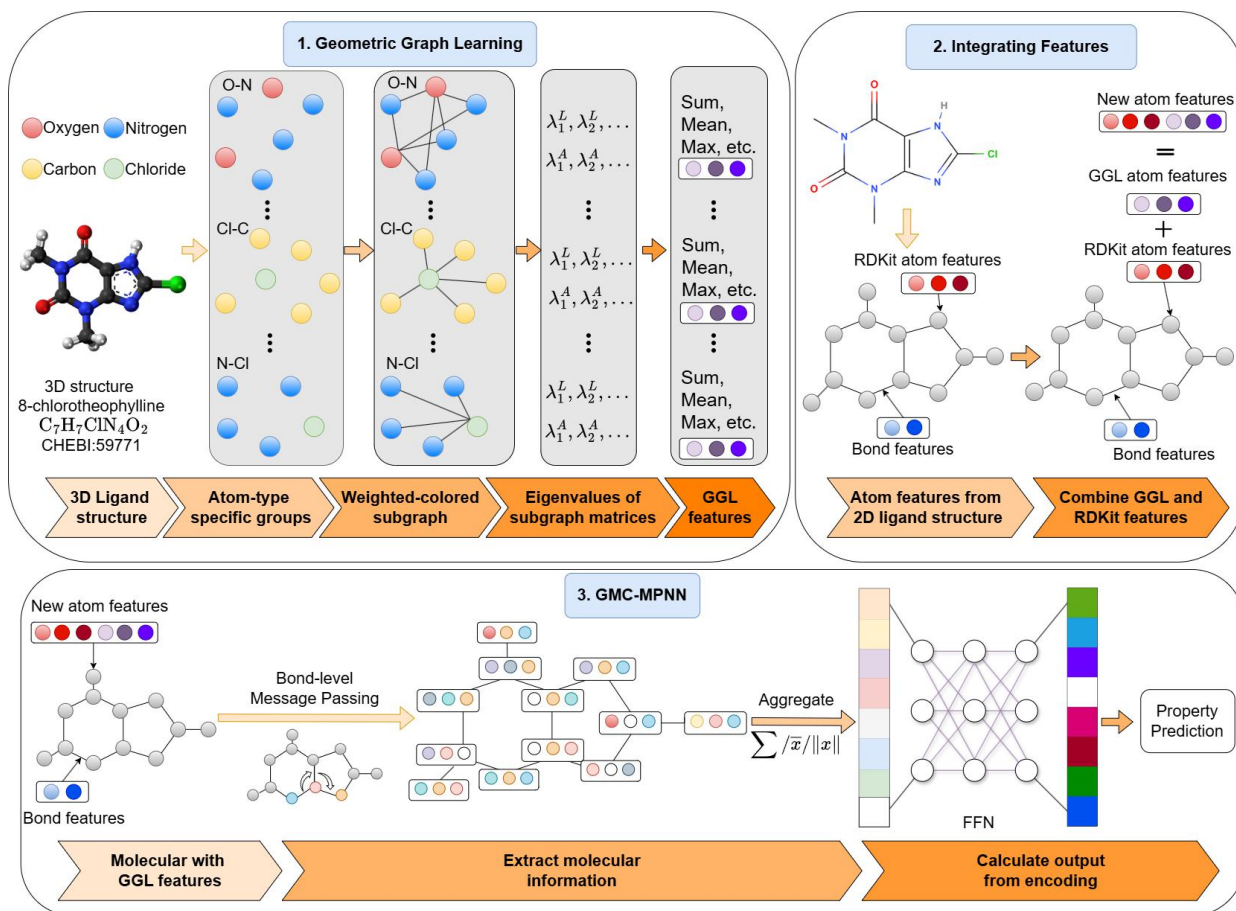 1. Geometric Graph Learning
Oxygen
Nitrogen
Carbon
Chloride
3D structure
8-chlorotheophylline
C₇H₇ClN₄O₂
CHEBI:59771
O-N
Cl-C
N-Cl
O-N
Cl-C
N-Cl
λ₁ᴸ, λ₂ᴸ, . . .
λ₁ᴬ, λ₂ᴬ, . . .
λ₁ᴸ, λ₂ᴸ, . . .
λ₁ᴬ, λ₂ᴬ, . . .
λ₁ᴸ, λ₂ᴸ, . . .
λ₁ᴬ, λ₂ᴬ, . . .
Sum,
Mean,
Max, etc.
Sum,
Mean,
Max, etc.
Sum,
Mean,
Max, etc.
3D Ligand
structure
Atom-type
specific groups
Weighted-colored
subgraph
Eigenvalues of
subgraph matrices
GGL
features
2. Integrating Features
O
O
N
N
N
N
H
Cl
RDKit atom features
Bond features
New atom features
=
GGL atom features
+
RDKit atom features
Bond features
Atom features from
2D ligand structure
Combine GGL and
RDKit features
3. GMC-MPNN
New atom features
Bond features
Bond-level
Message Passing
Aggregate
∑ /x̄/‖x‖
FFN
Property
Prediction
Molecular with
GGL features
Extract molecular
information
Calculate output
from encoding